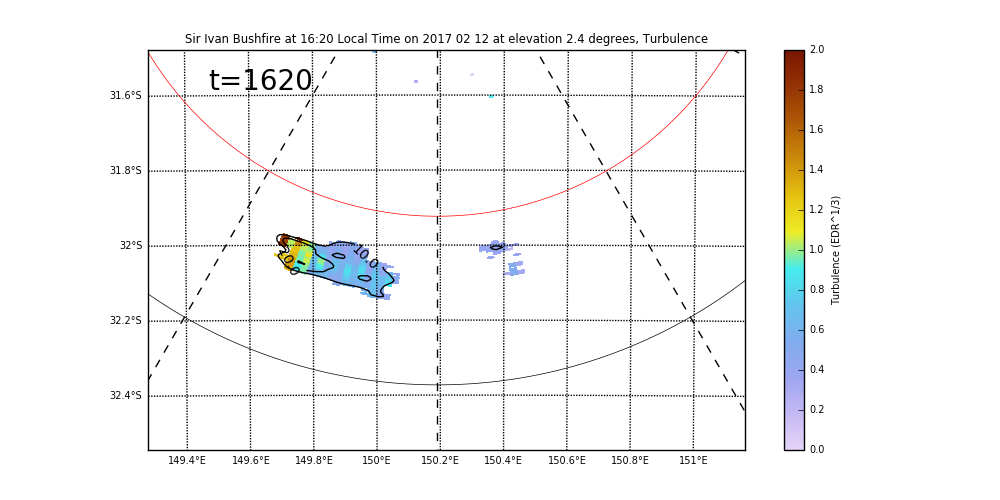 Sir Ivan Bushfire at 16:20 Local Time on 2017 02 12 at elevation 2.4 degrees, Turbulence
t=1620
31.6°S
31.8°S
32°S
32.2°S
32.4°S
10.0
149.4°E 149.6°E 149.8°E 150°E 150.2°E 150.4°E 150.6°E 150.8°E 151°E
2.0
1.8
1.6
1.4
1.2
1.0
0.8
0.6
0.4
0.2
0.0
Turbulence (EDR^1/3)